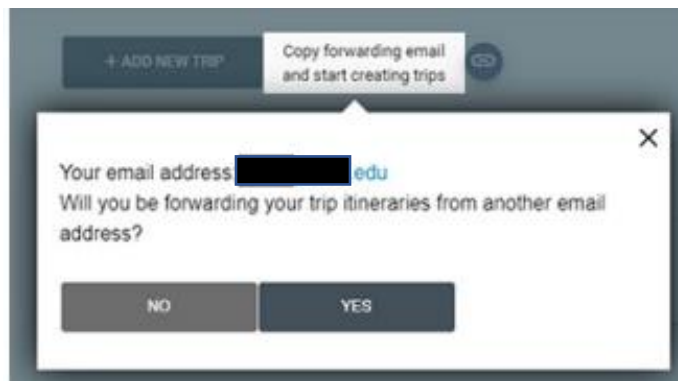 + ADD NEW TRIP
Copy forwarding email
and start creating trips
Your email address edu
Will you be forwarding your trip itineraries from another email
address?
NO
YES